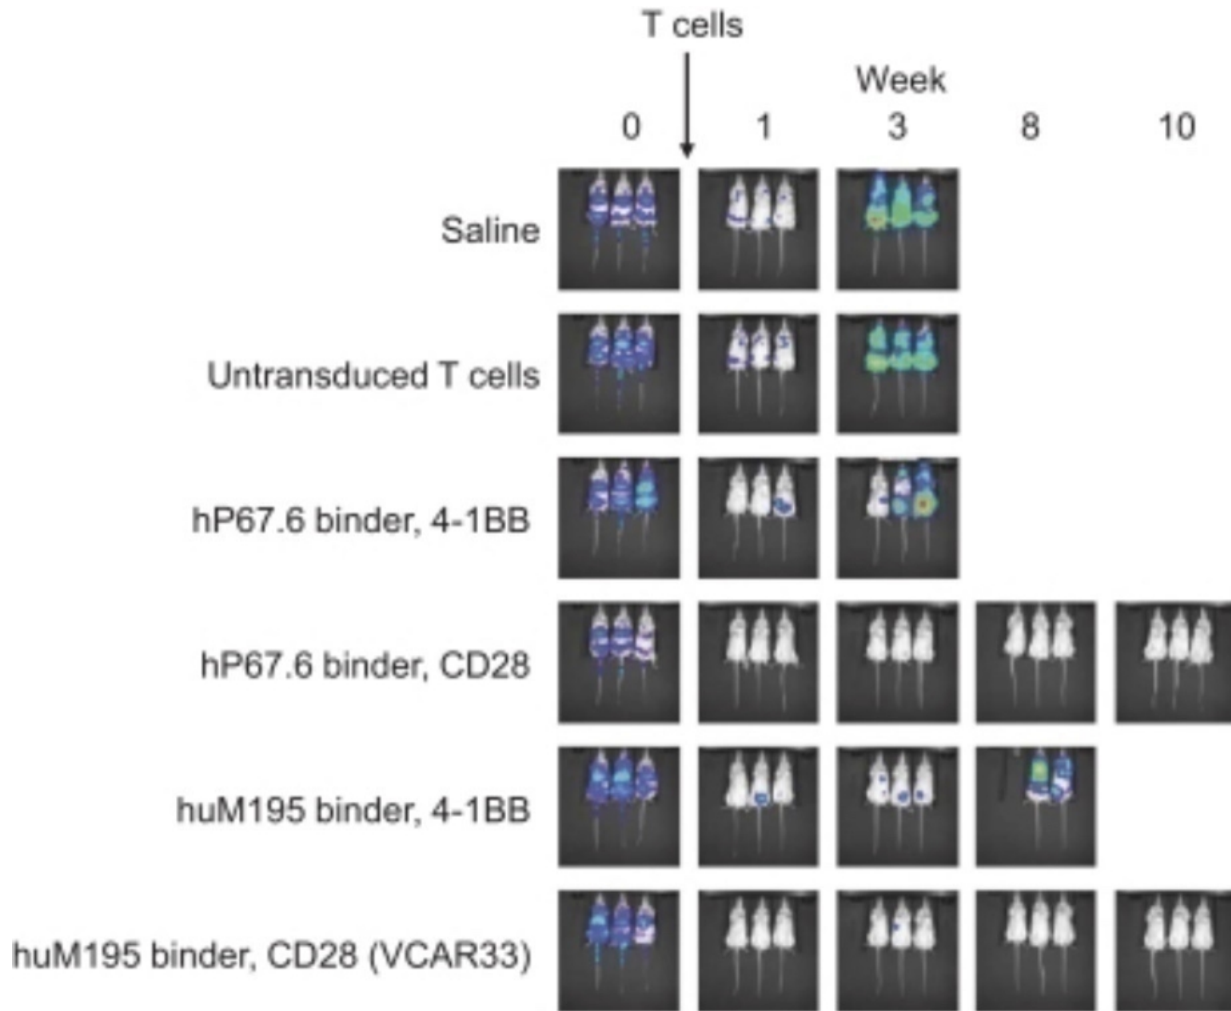 T cells
Week
0 1 3 8 10
Saline
Untransduced T cells
hP67.6 binder, 4-1BB
hP67.6 binder, CD28
huM195 binder, 4-1BB
huM195 binder, CD28 (VCAR33)